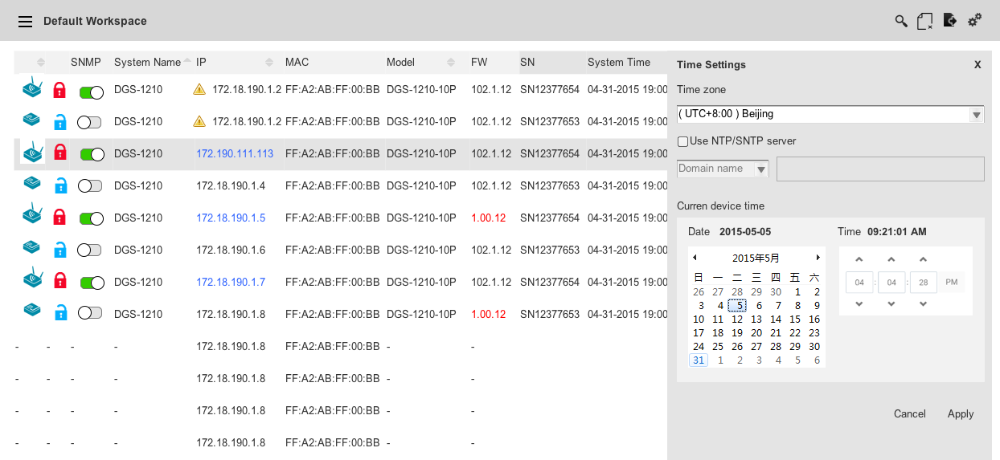 Default Workspace
SNMP System Name IP MAC Model FW SN System Time
DGS-1210 172.18.190.1.2 FF:A2:AB:FF:00:BB DGS-1210-10P 102.1.12 SN12377654 04-31-2015 19:00
DGS-1210 172.18.190.1.2 FF:A2:AB:FF:00:BB DGS-1210-10P 102.1.12 SN12377653 04-31-2015 19:00
DGS-1210 172.190.111.113 FF:A2:AB:FF:00:BB DGS-1210-10P 102.1.12 SN12377654 04-31-2015 19:00
DGS-1210 172.18.190.1.4 FF:A2:AB:FF:00:BB DGS-1210-10P 102.1.12 SN12377653 04-31-2015 19:00
DGS-1210 172.18.190.1.5 FF:A2:AB:FF:00:BB DGS-1210-10P 1.00.12 SN12377654 04-31-2015 19:00
DGS-1210 172.18.190.1.6 FF:A2:AB:FF:00:BB DGS-1210-10P 102.1.12 SN12377653 04-31-2015 19:00
DGS-1210 172.18.190.1.7 FF:A2:AB:FF:00:BB DGS-1210-10P 102.1.12 SN12377654 04-31-2015 19:00
DGS-1210 172.18.190.1.8 FF:A2:AB:FF:00:BB DGS-1210-10P 1.00.12 SN12377653 04-31-2015 19:00
- - - - 172.18.190.1.8 FF:A2:AB:FF:00:BB - -
- - - - 172.18.190.1.8 FF:A2:AB:FF:00:BB - -
- - - - 172.18.190.1.8 FF:A2:AB:FF:00:BB - -
- - - - 172.18.190.1.8 FF:A2:AB:FF:00:BB - -
Time Settings X
Time zone
( UTC+8:00 ) Beijing
Use NTP/SNTP server
Domain name
Curren device time
Date 2015-05-05 Time 09:21:01 AM
2015年5月
日 一 二 三 四 五 六
26 27 28 29 30 1 2
3 4 5 6 7 8 9
10 11 12 13 14 15 16
17 18 19 20 21 22 23
24 25 26 27 28 29 30
31 1 2 3 4 5 6
04 : 04 : 28 PM
Cancel Apply